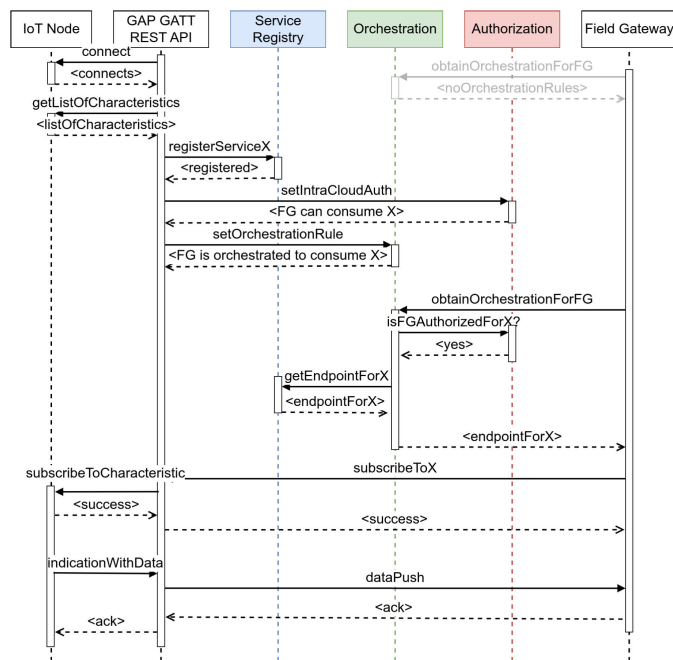 IoT Node
GAP GATT
REST API
Service
Registry
Orchestration
Authorization
Field Gateway
connect
<connects>
obtainOrchestrationForFG
<noOrchestrationRules>
getListOfCharacteristics
<listOfCharacteristics>
registerServiceX
<registered>
setIntraCloudAuth
<FG can consume X>
setOrchestrationRule
<FG is orchestrated to consume X>
obtainOrchestrationForFG
isFGAuthorizedForX?
<yes>
getEndpointForX
<endpointForX>
<endpointForX>
subscribeToX
subscribeToCharacteristic
<success>
<success>
indicationWithData
dataPush
<ack>
<ack>